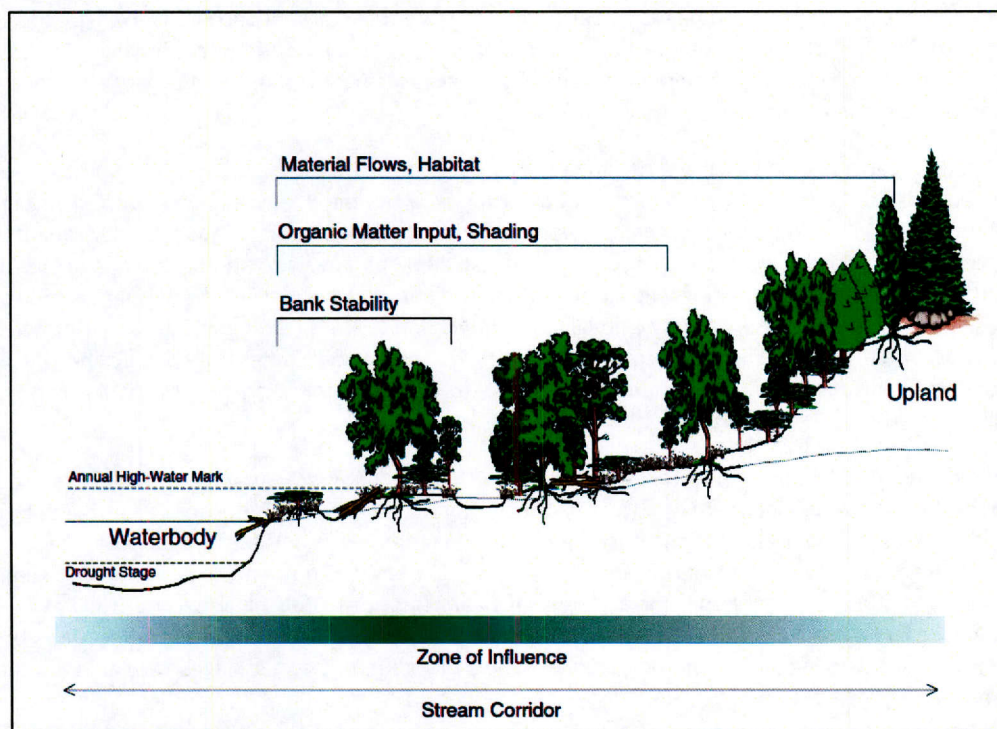 Material Flows, Habitat
Organic Matter Input, Shading
Bank Stability
Upland
Annual High-Water Mark
Waterbody
Drought Stage
Zone of Influence
Stream Corridor